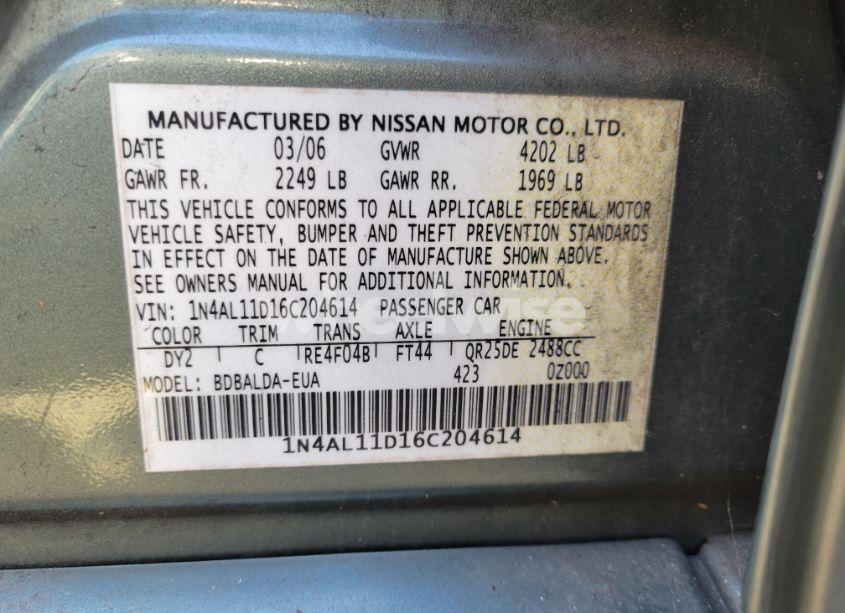 MANUFACTURED BY NISSAN MOTOR CO., LTD.
DATE 03/06 GVWR 4202 LB
GAWR FR. 2249 LB GAWR RR. 1969 LB
THIS VEHICLE CONFORMS TO ALL APPLICABLE FEDERAL MOTOR
VEHICLE SAFETY, BUMPER AND THEFT PREVENTION STANDARDS
IN EFFECT ON THE DATE OF MANUFACTURE SHOWN ABOVE.
SEE OWNERS MANUAL FOR ADDITIONAL INFORMATION.
VIN: 1N4AL11D16C204614 PASSENGER CAR
COLOR TRIM TRANS AXLE ENGINE
DY2 C RE4F04B FT44 QR25DE 2488CC
MODEL: BDBALDA-EUA 423 0Z000
1N4AL11D16C204614